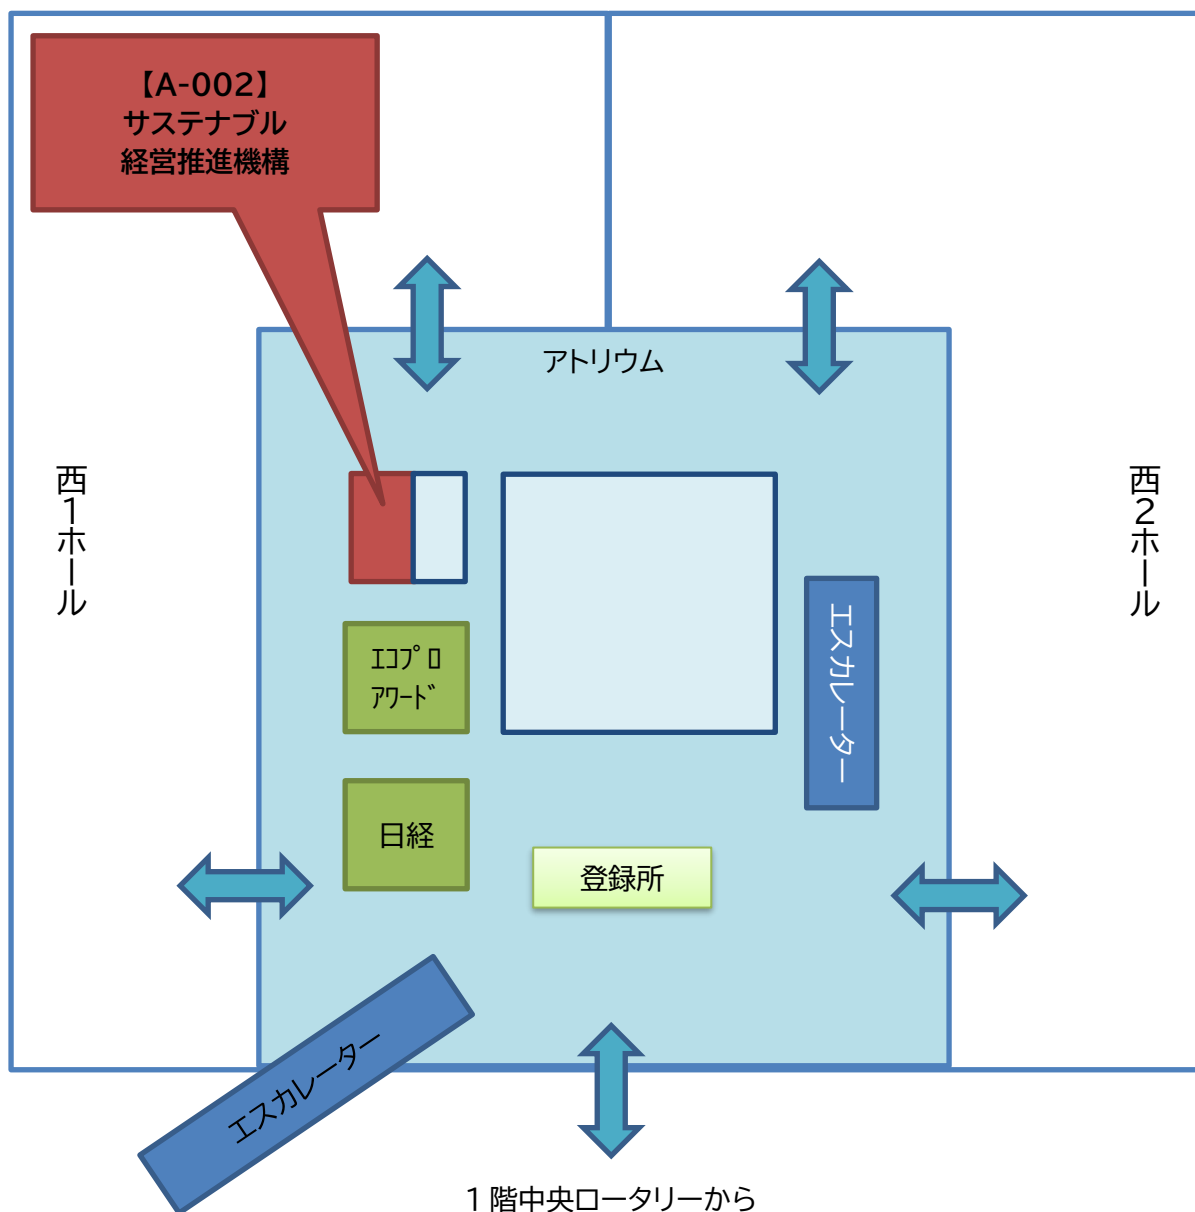 【A-002】
サステナブル
経営推進機構
アトリウム
西1ホール
西2ホール
エスカレーター
ｴｺﾌﾟﾛ
ｱﾜｰﾄﾞ
日経
登録所
エスカレーター
1階中央ロータリーから